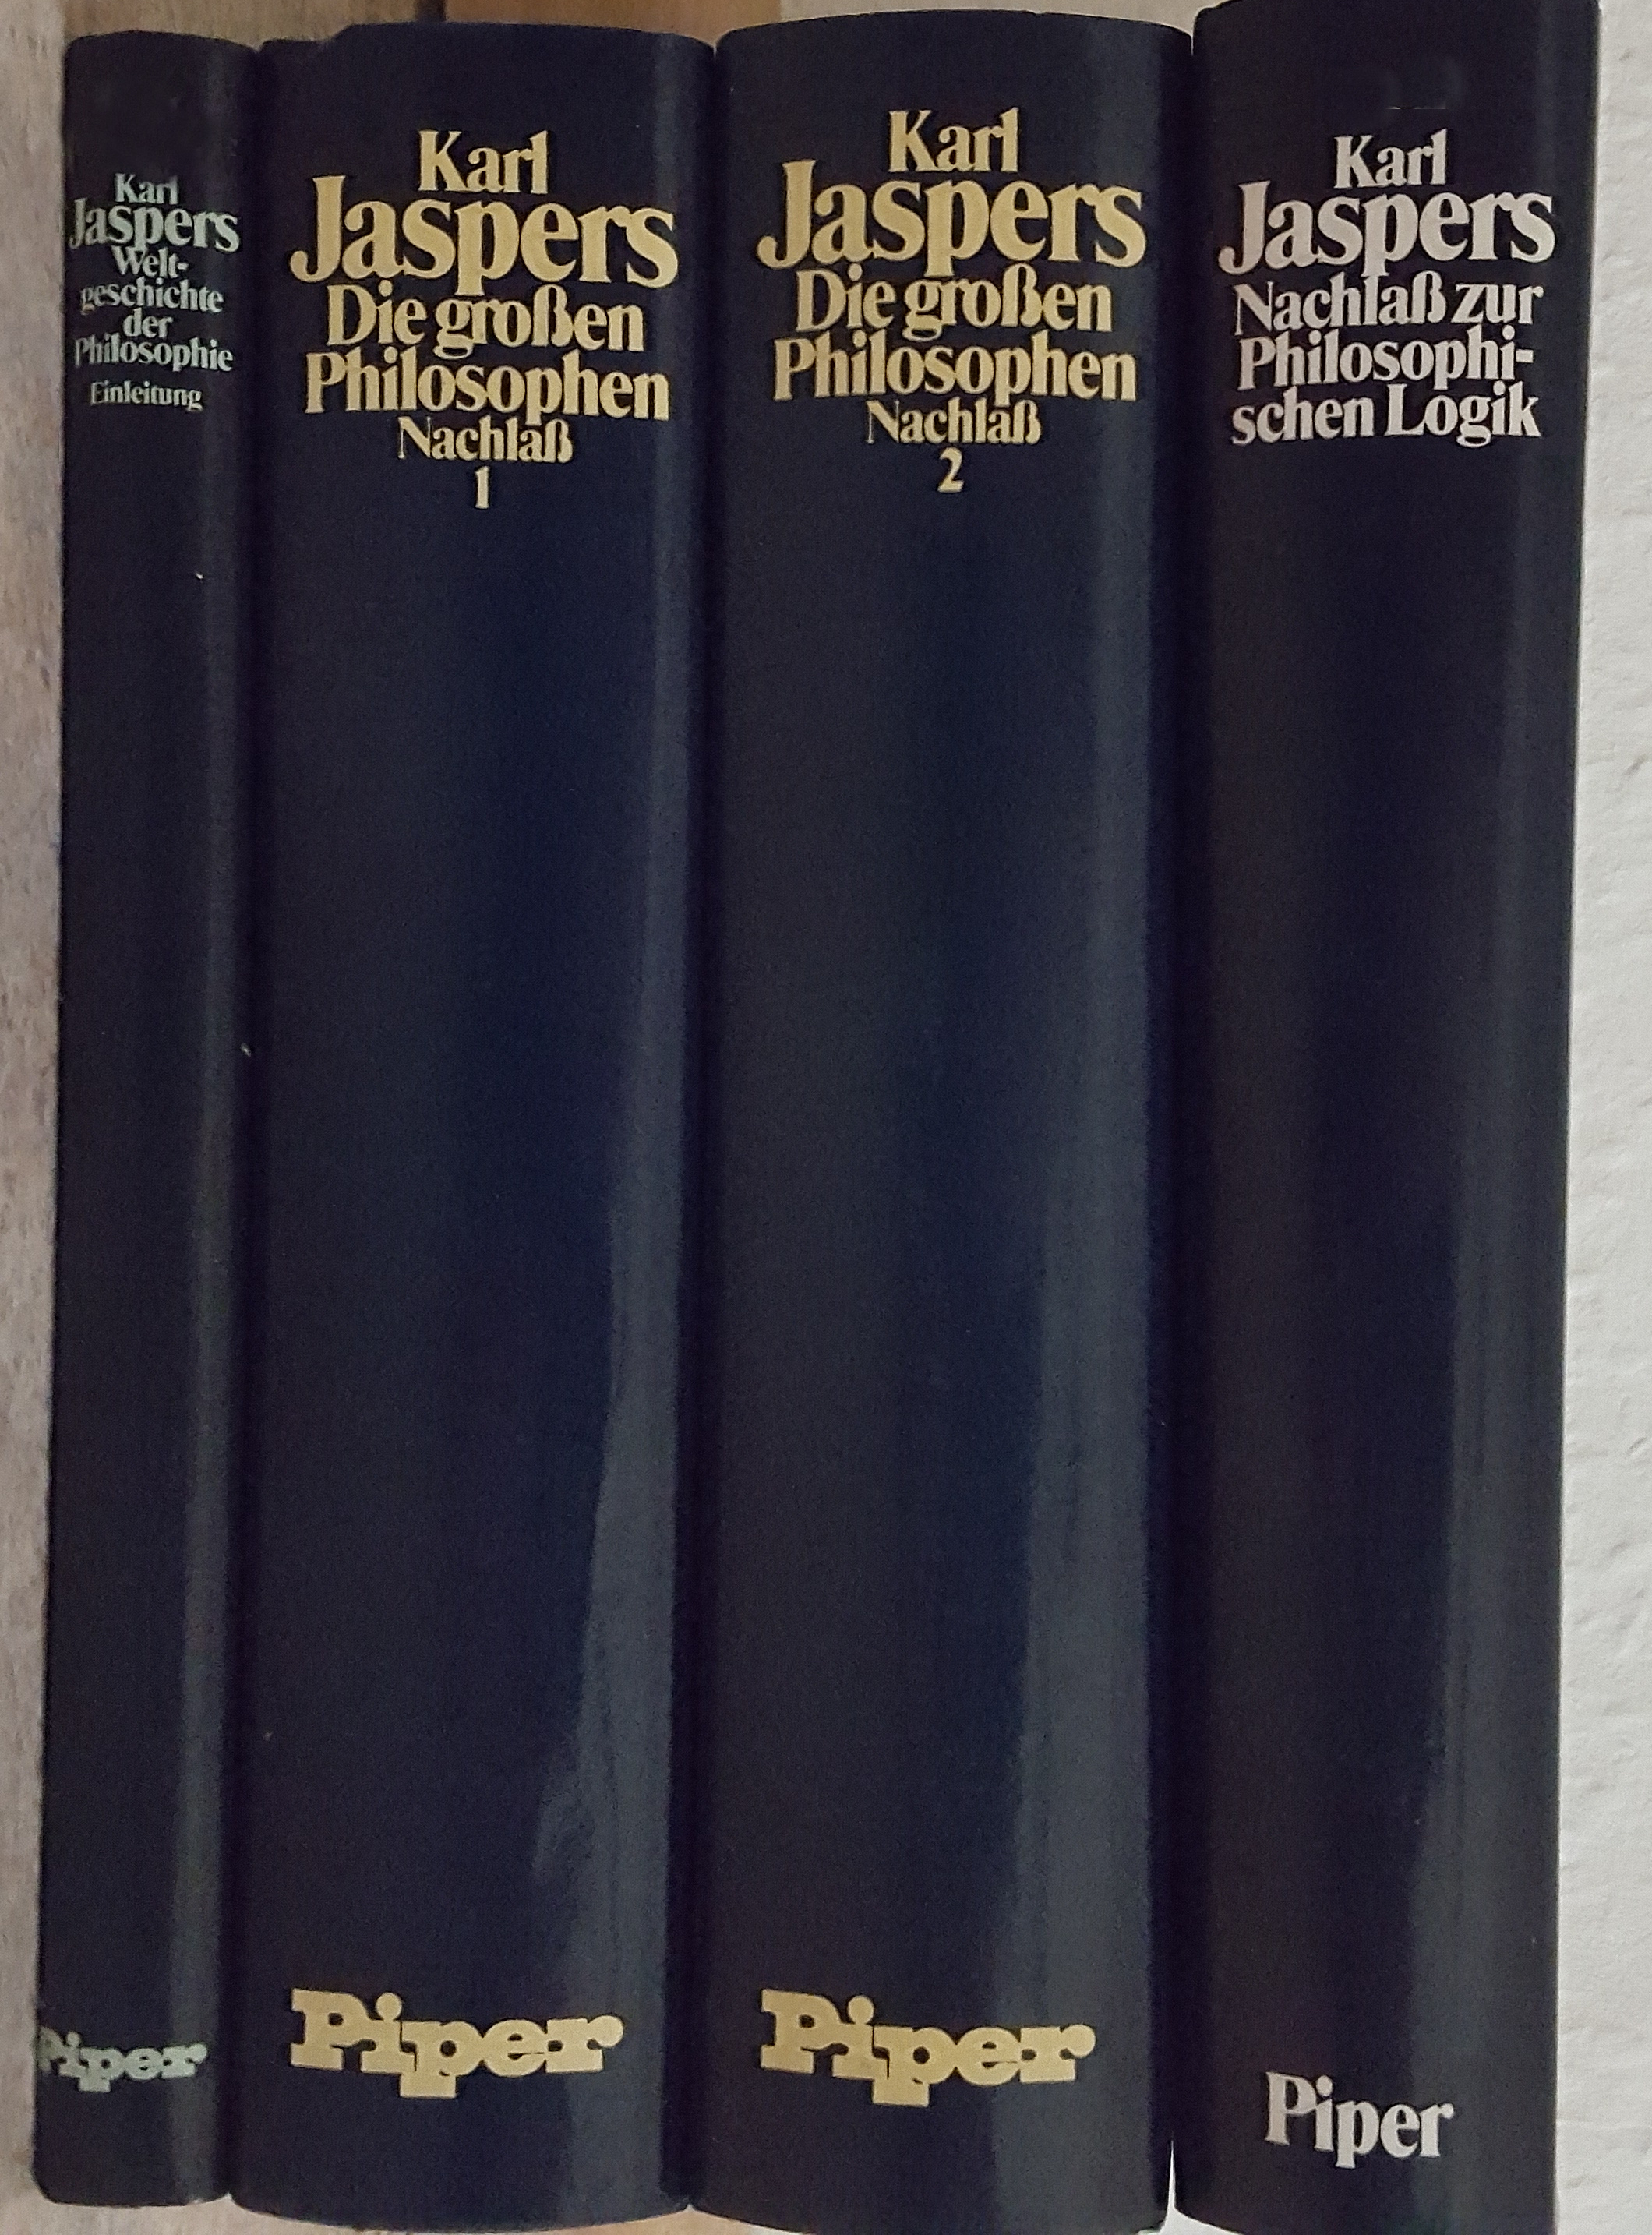 Karl
Jaspers
Welt-
geschichte
der
Philosophie
Einleitung
Piper
Karl
Jaspers
Die großen
Philosophen
Nachlaß
1
Piper
Karl
Jaspers
Die großen
Philosophen
Nachlaß
2
Piper
Karl
Jaspers
Nachlaß zur
Philosophi-
schen Logik
Piper